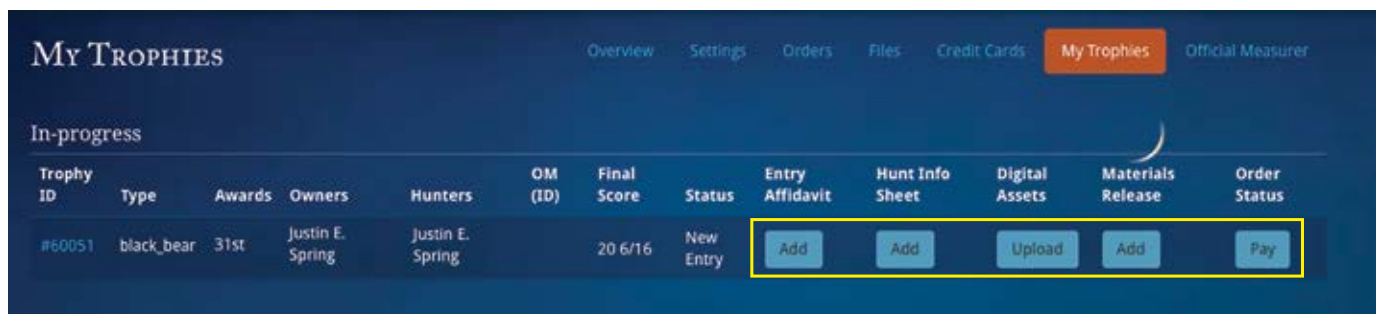 My Trophies
Overview Settings Orders Files Credit Cards My Trophies Official Measurer
In-progress
Trophy ID Type Awards Owners Hunters OM (ID) Final Score Status Entry Affidavit Hunt Info Sheet Digital Assets Materials Release Order Status
#60051 black_bear 31st Justin E. Spring Justin E. Spring 20 6/16 New Entry Add Add Upload Add Pay